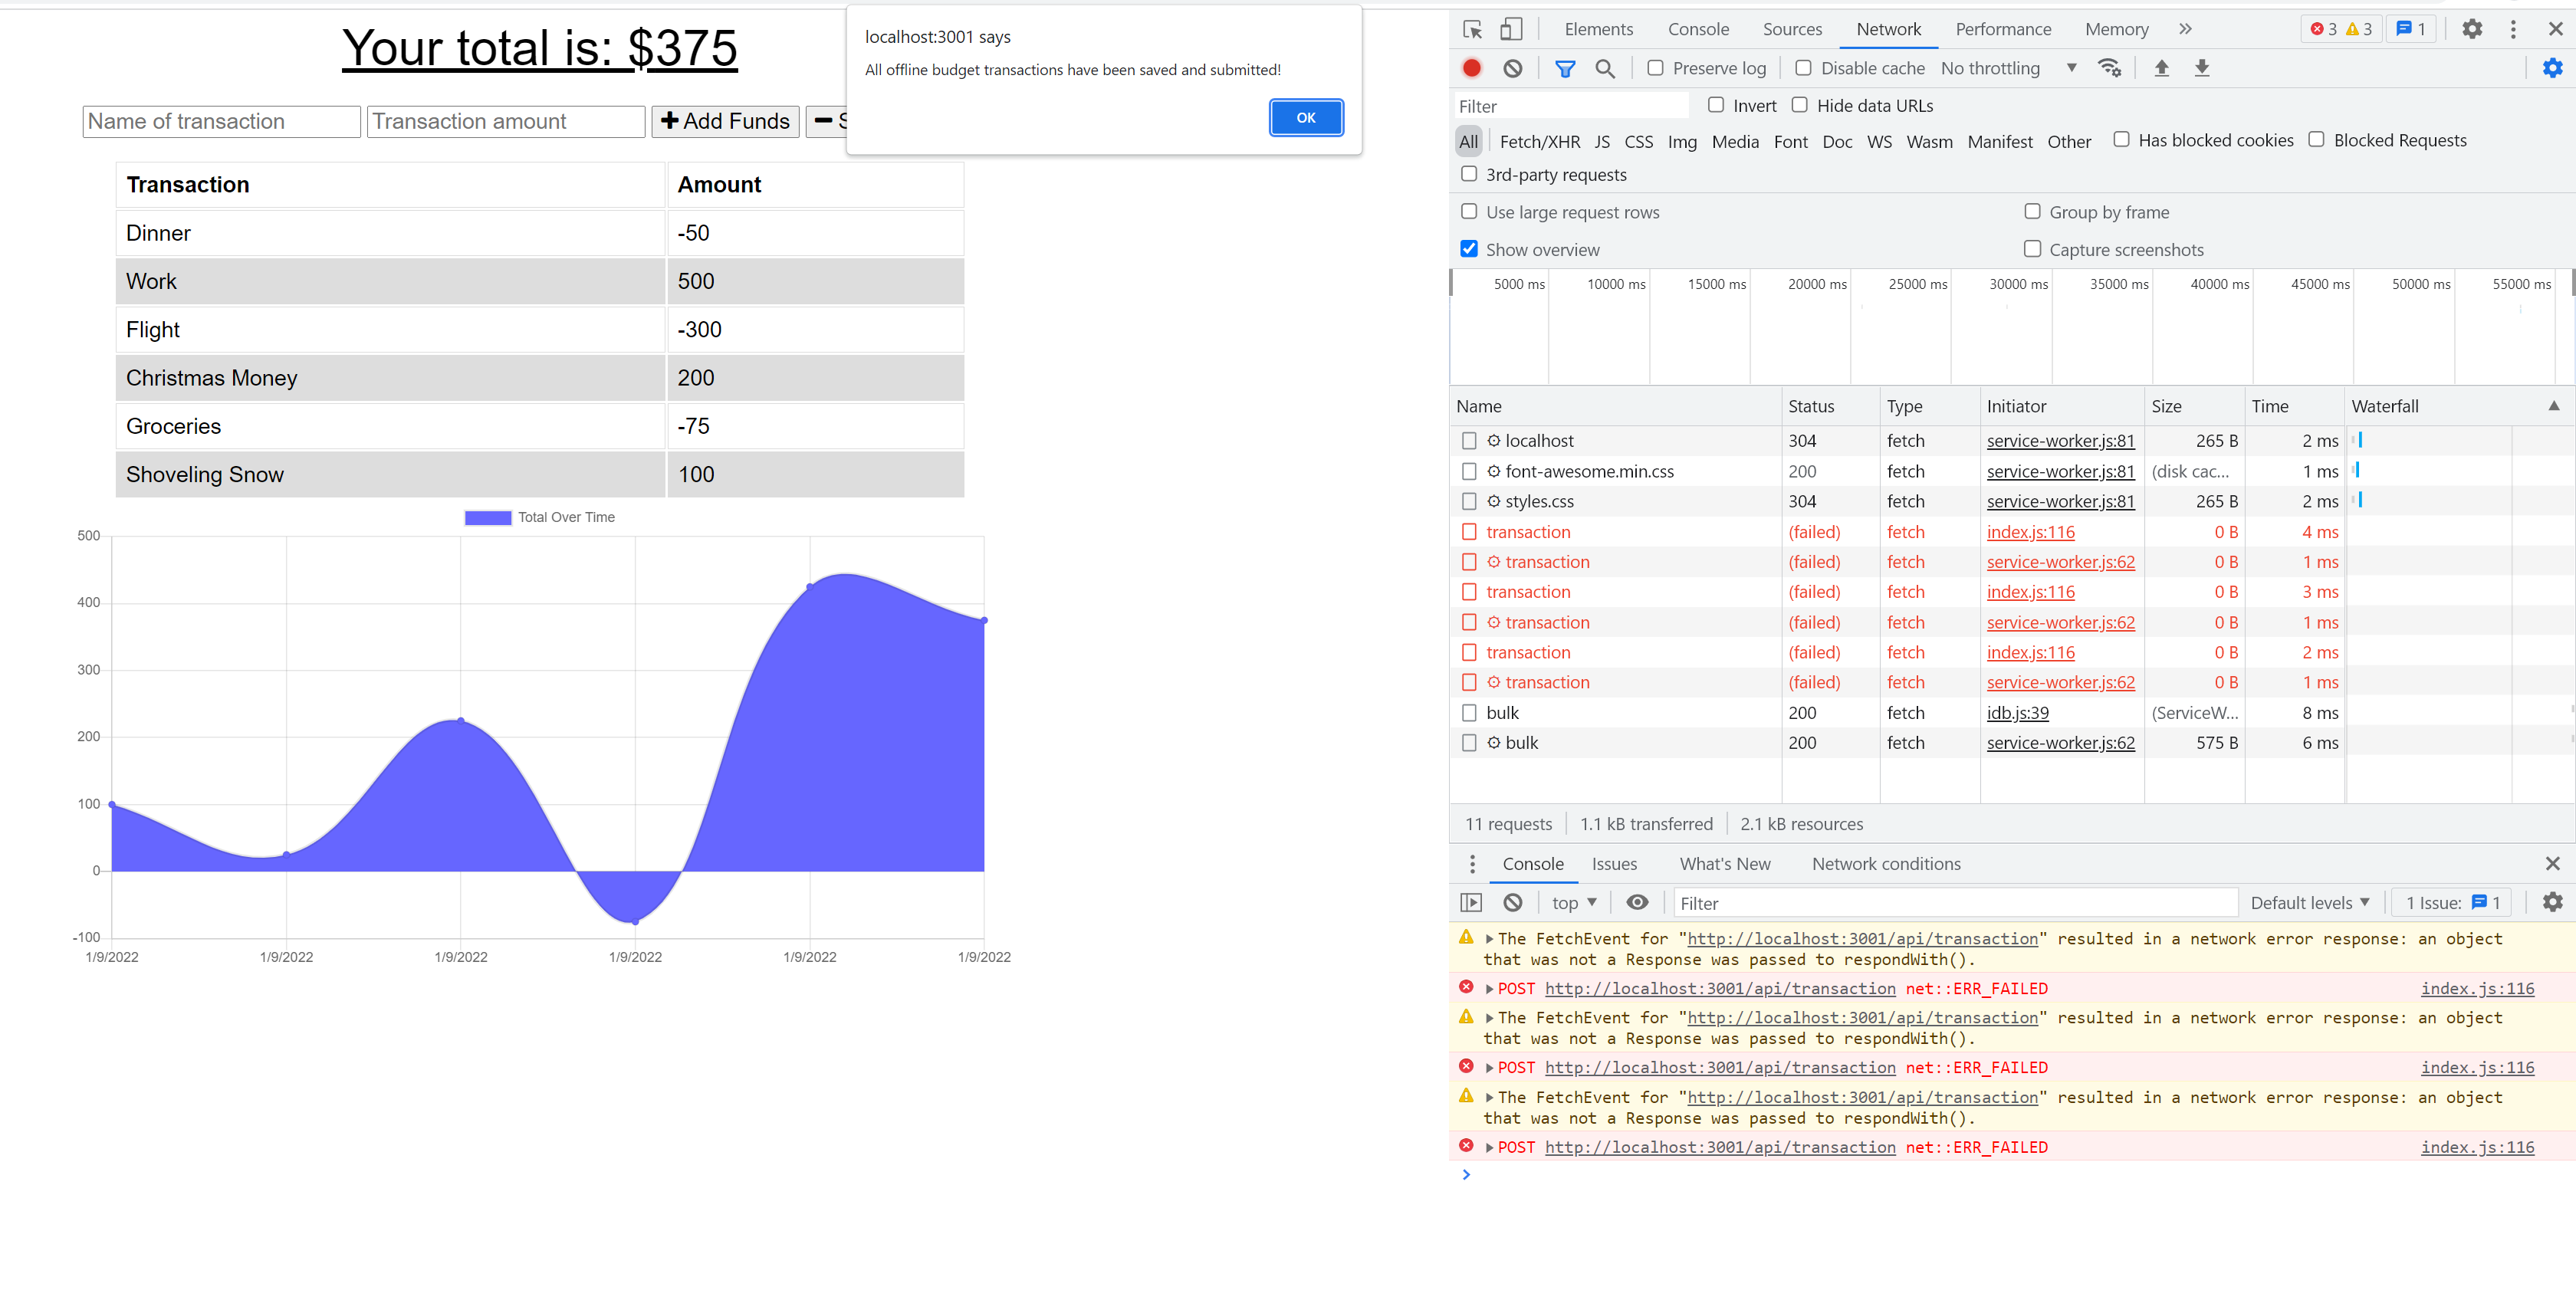 Your total is: $375
Name of transaction Transaction amount Add Funds S
localhost:3001 says
All offline budget transactions have been saved and submitted!
OK
Transaction Amount
Dinner -50
Work 500
Flight -300
Christmas Money 200
Groceries -75
Shoveling Snow 100
Total Over Time
500
400
300
200
100
0
-100
1/9/2022 1/9/2022 1/9/2022 1/9/2022 1/9/2022 1/9/2022
Elements Console Sources Network Performance Memory 3 3 1
Preserve log Disable cache No throttling
Filter Invert Hide data URLs
All Fetch/XHR JS CSS Img Media Font Doc WS Wasm Manifest Other Has blocked cookies Blocked Requests
3rd-party requests
Use large request rows Group by frame
Show overview Capture screenshots
5000 ms 10000 ms 15000 ms 20000 ms 25000 ms 30000 ms 35000 ms 40000 ms 45000 ms 50000 ms 55000 ms
Name Status Type Initiator Size Time Waterfall
localhost 304 fetch service-worker.js:81 265 B 2 ms
font-awesome.min.css 200 fetch service-worker.js:81 (disk cac... 1 ms
styles.css 304 fetch service-worker.js:81 265 B 2 ms
transaction (failed) fetch index.js:116 0 B 4 ms
transaction (failed) fetch service-worker.js:62 0 B 1 ms
transaction (failed) fetch index.js:116 0 B 3 ms
transaction (failed) fetch service-worker.js:62 0 B 1 ms
transaction (failed) fetch index.js:116 0 B 2 ms
transaction (failed) fetch service-worker.js:62 0 B 1 ms
bulk 200 fetch idb.js:39 (ServiceW... 8 ms
bulk 200 fetch service-worker.js:62 575 B 6 ms
11 requests 1.1 kB transferred 2.1 kB resources
Console Issues What's New Network conditions
top Filter Default levels 1 Issue: 1
The FetchEvent for "http://localhost:3001/api/transaction" resulted in a network error response: an object
that was not a Response was passed to respondWith().
POST http://localhost:3001/api/transaction net::ERR_FAILED index.js:116
The FetchEvent for "http://localhost:3001/api/transaction" resulted in a network error response: an object
that was not a Response was passed to respondWith().
POST http://localhost:3001/api/transaction net::ERR_FAILED index.js:116
The FetchEvent for "http://localhost:3001/api/transaction" resulted in a network error response: an object
that was not a Response was passed to respondWith().
POST http://localhost:3001/api/transaction net::ERR_FAILED index.js:116